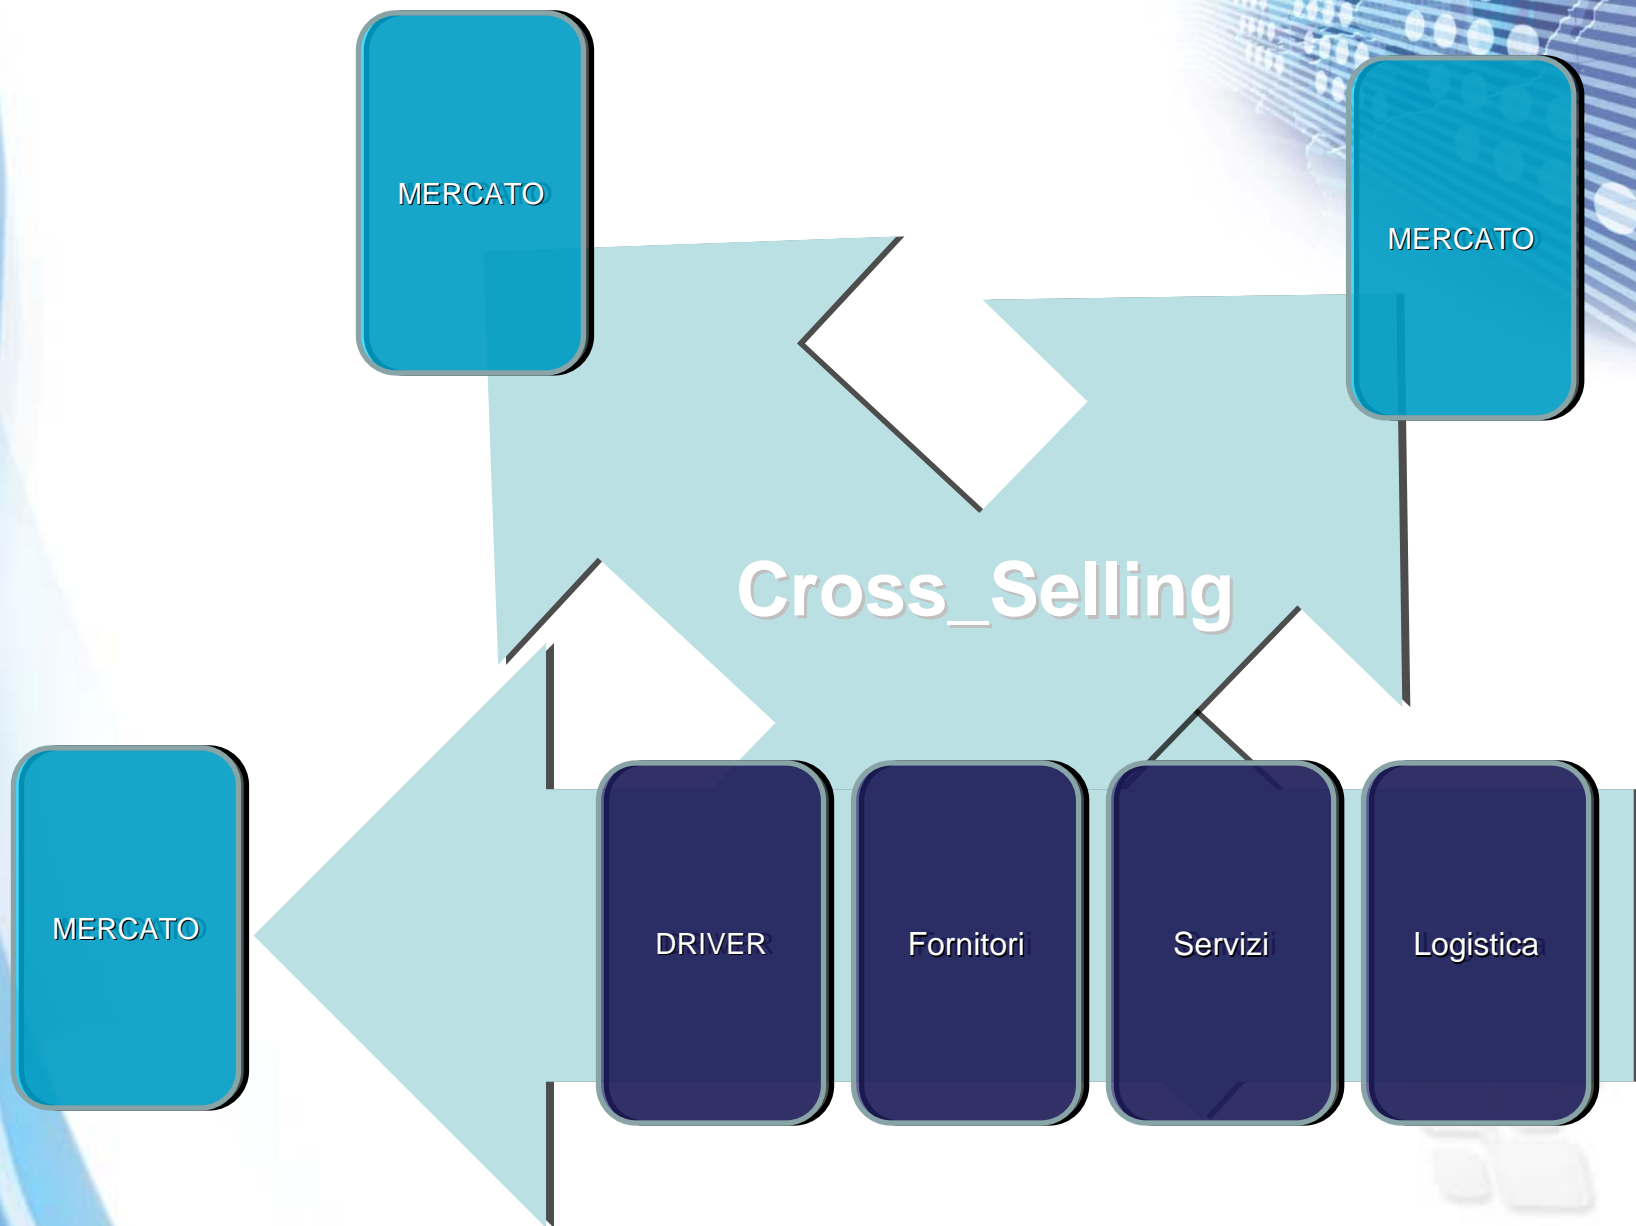 MERCATO
MERCATO
Cross_Selling
MERCATO
DRIVER
Fornitori
Servizi
Logistica